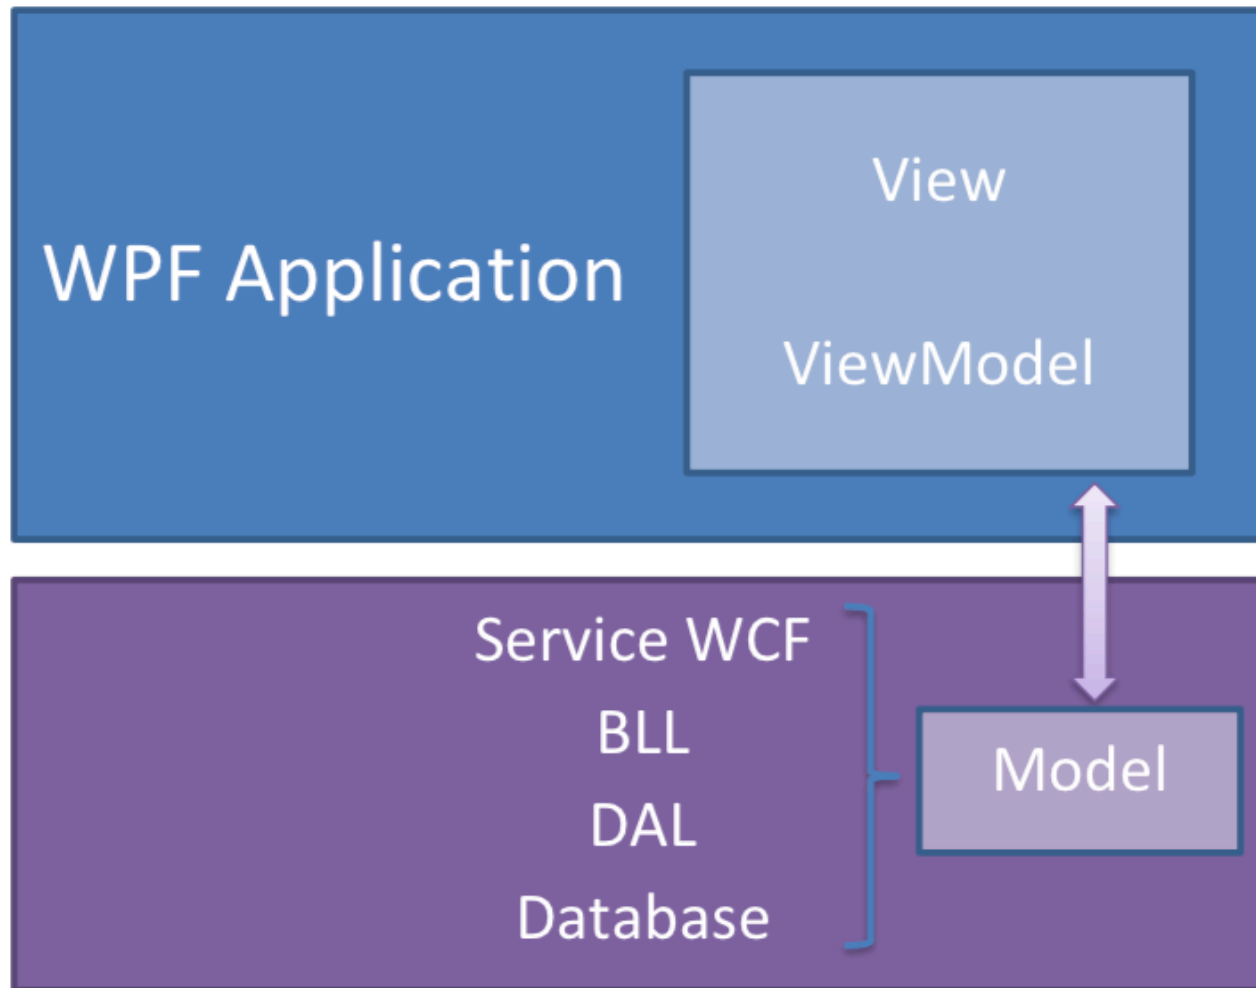 View
WPF Application
ViewModel
Service WCF
BLL
Model
DAL
Database